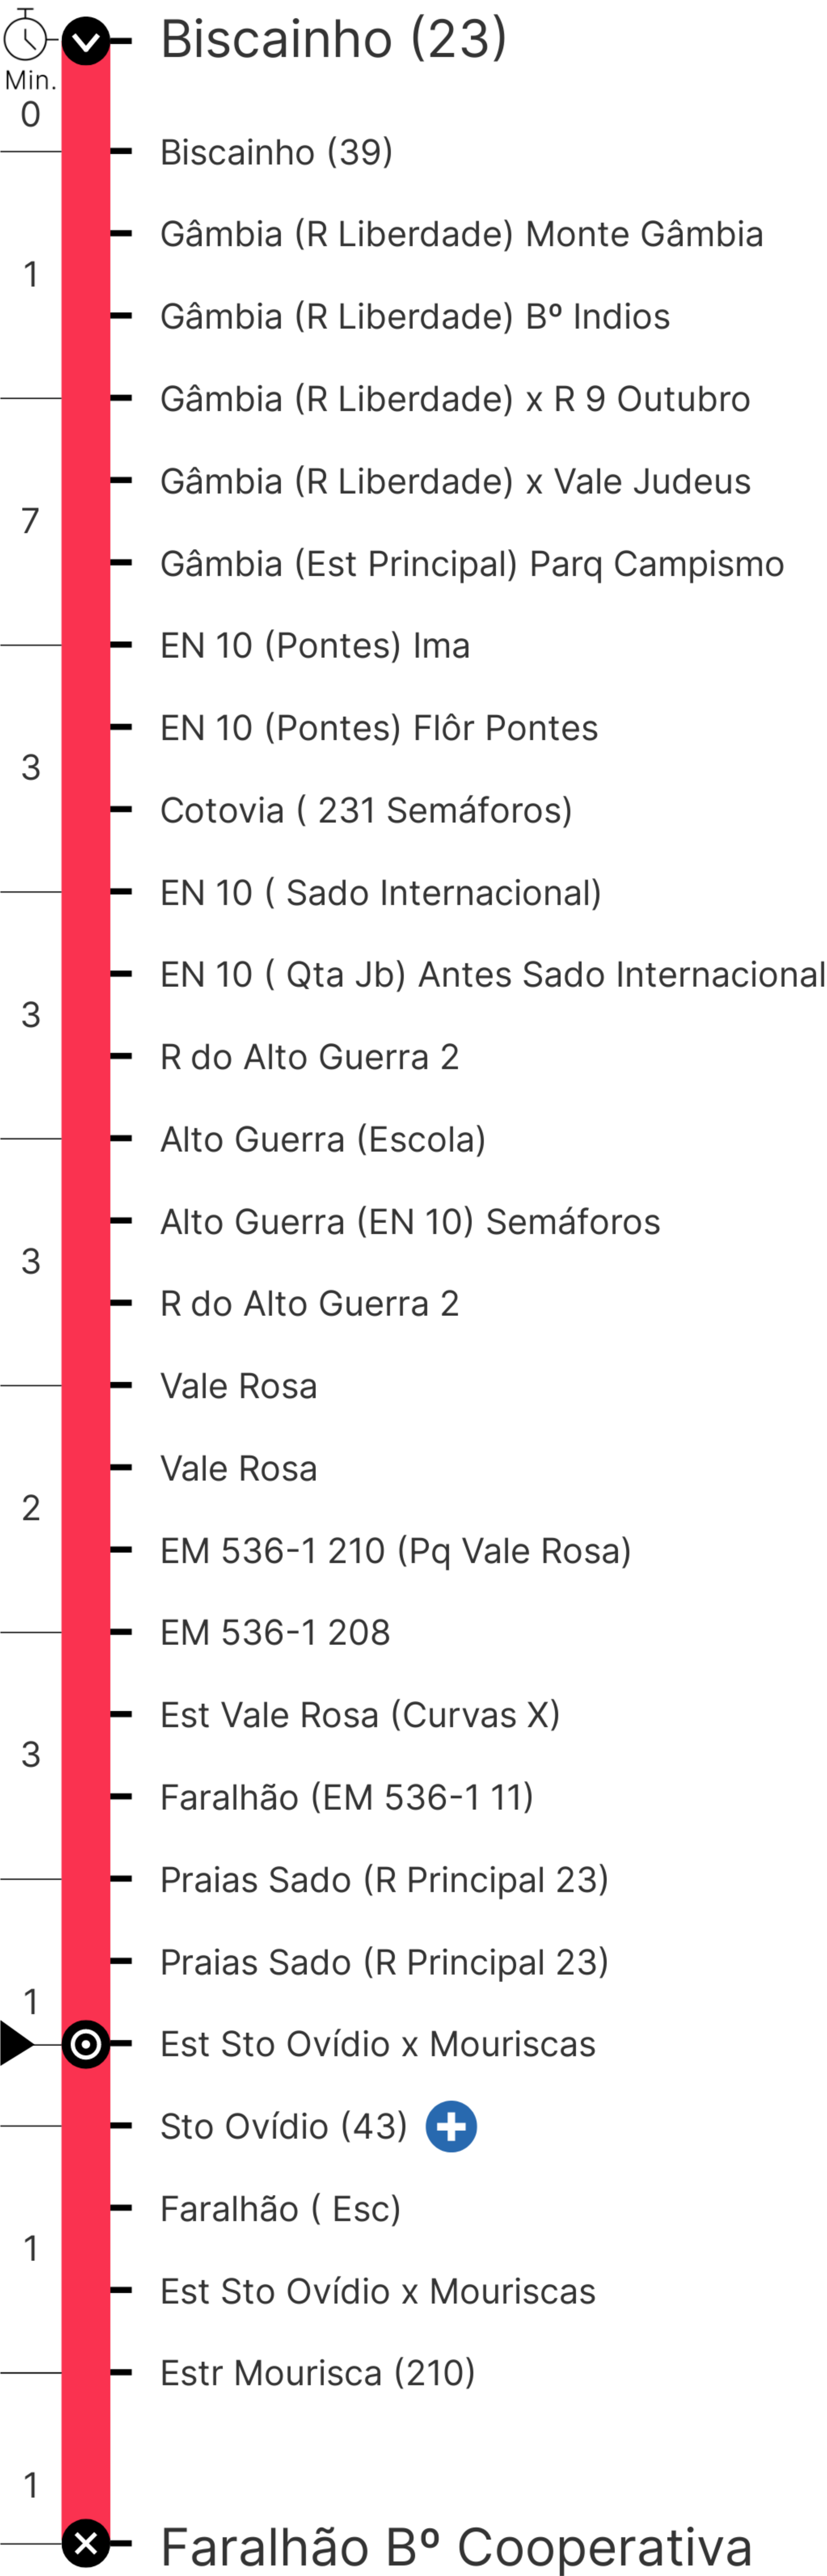 Biscainho (23)
Min.
0
Biscainho (39)
Gâmbia (R Liberdade) Monte Gâmbia
1
Gâmbia (R Liberdade) Bº Indios
Gâmbia (R Liberdade) x R 9 Outubro
Gâmbia (R Liberdade) x Vale Judeus
7
Gâmbia (Est Principal) Parq Campismo
EN 10 (Pontes) Ima
EN 10 (Pontes) Flôr Pontes
3
Cotovia ( 231 Semáforos)
EN 10 ( Sado Internacional)
EN 10 ( Qta Jb) Antes Sado Internacional
3
R do Alto Guerra 2
Alto Guerra (Escola)
Alto Guerra (EN 10) Semáforos
3
R do Alto Guerra 2
Vale Rosa
Vale Rosa
2
EM 536-1 210 (Pq Vale Rosa)
EM 536-1 208
Est Vale Rosa (Curvas X)
3
Faralhão (EM 536-1 11)
Praias Sado (R Principal 23)
Praias Sado (R Principal 23)
1
Est Sto Ovídio x Mouriscas
Sto Ovídio (43)
Faralhão ( Esc)
1
Est Sto Ovídio x Mouriscas
Estr Mourisca (210)
1
Faralhão Bº Cooperativa